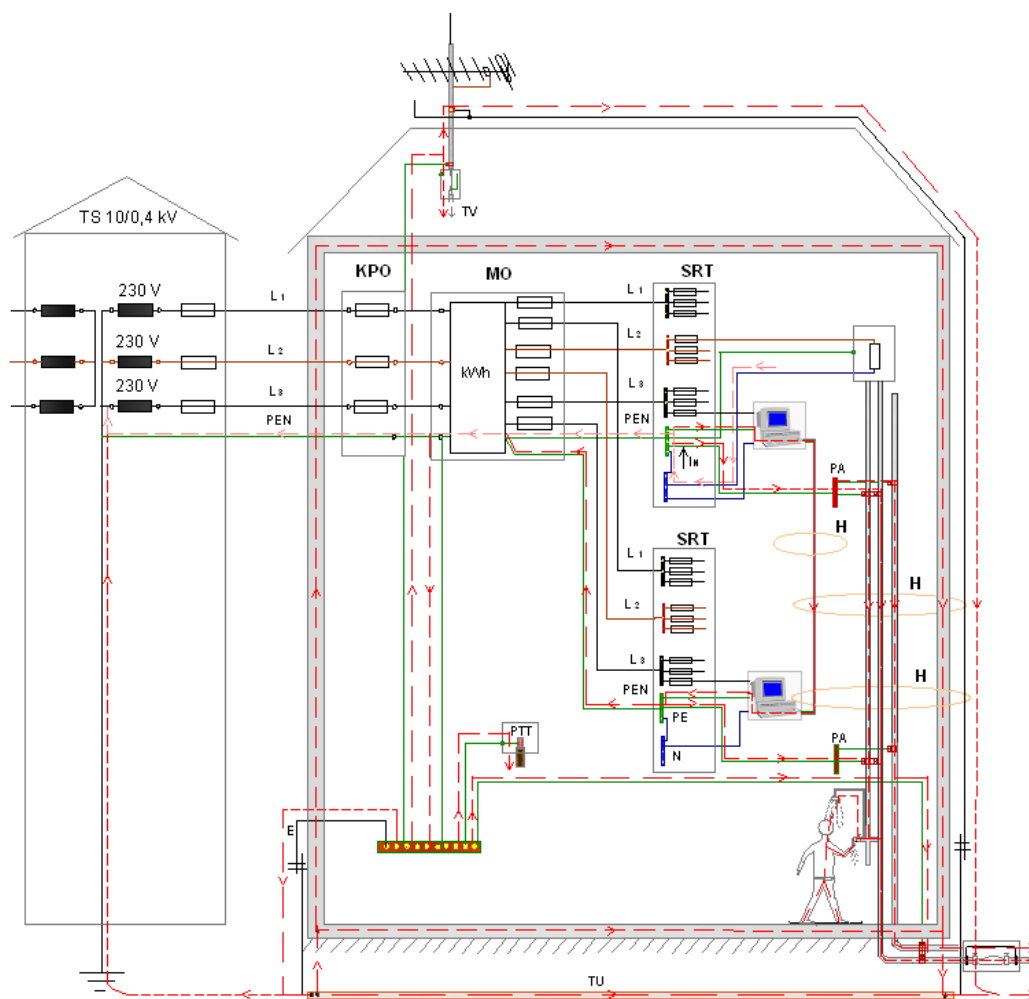 TV
TS 10/0,4 kV
KPO
MO
SRT
230 V
L1
L1
230 V
L2
L2
kWh
230 V
L3
L3
PEN
PEN
IN
PA
H
SRT
L1
H
L2
L3
H
PEN
PE
PTT
PA
N
E
TU